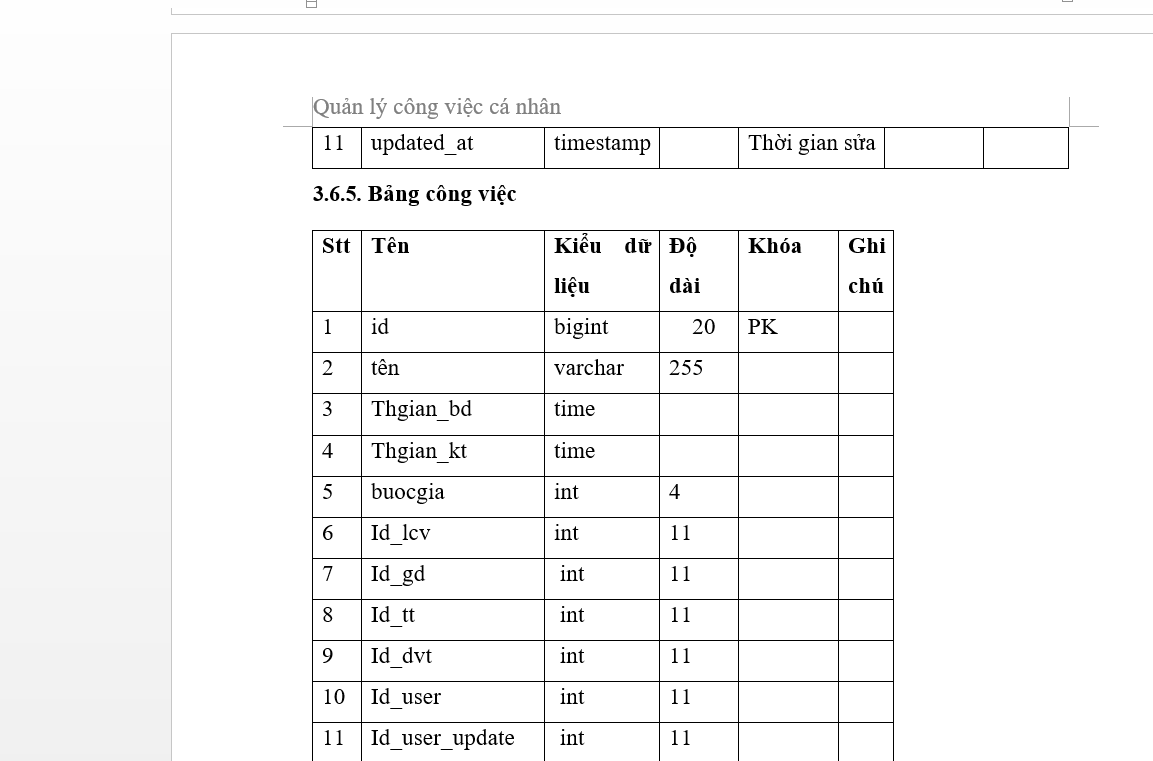 Quản lý công việc cá nhân
11 updated_at timestamp Thời gian sửa
3.6.5. Bảng công việc
Stt Tên Kiểu dữ liệu Độ dài Khóa Ghi chú
1 id bigint 20 PK
2 tên varchar 255
3 Thgian_bd time
4 Thgian_kt time
5 buocgia int 4
6 Id_lcv int 11
7 Id_gd int 11
8 Id_tt int 11
9 Id_dvt int 11
10 Id_user int 11
11 Id_user_update int 11